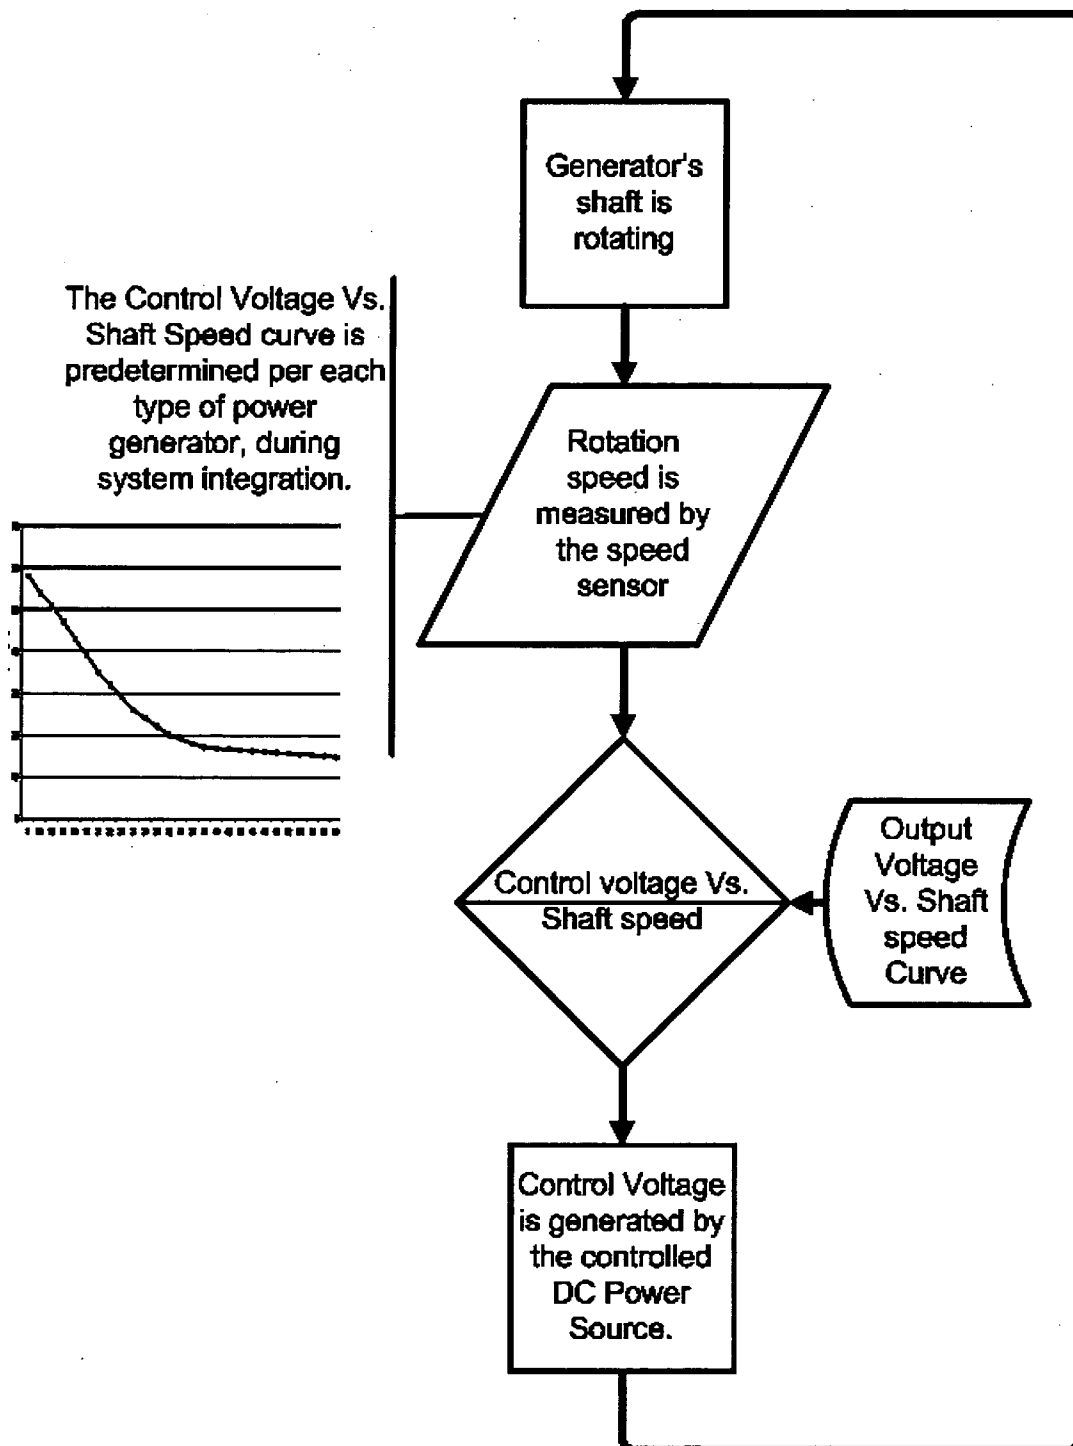 Generator's
shaft is
rotating
The Control Voltage Vs.
Shaft Speed curve is
predetermined per each
type of power
generator, during
system integration.
Rotation
speed is
measured by
the speed
sensor
Control voltage Vs.
Shaft speed
Output
Voltage
Vs. Shaft
speed
Curve
Control Voltage
is generated by
the controlled
DC Power
Source.